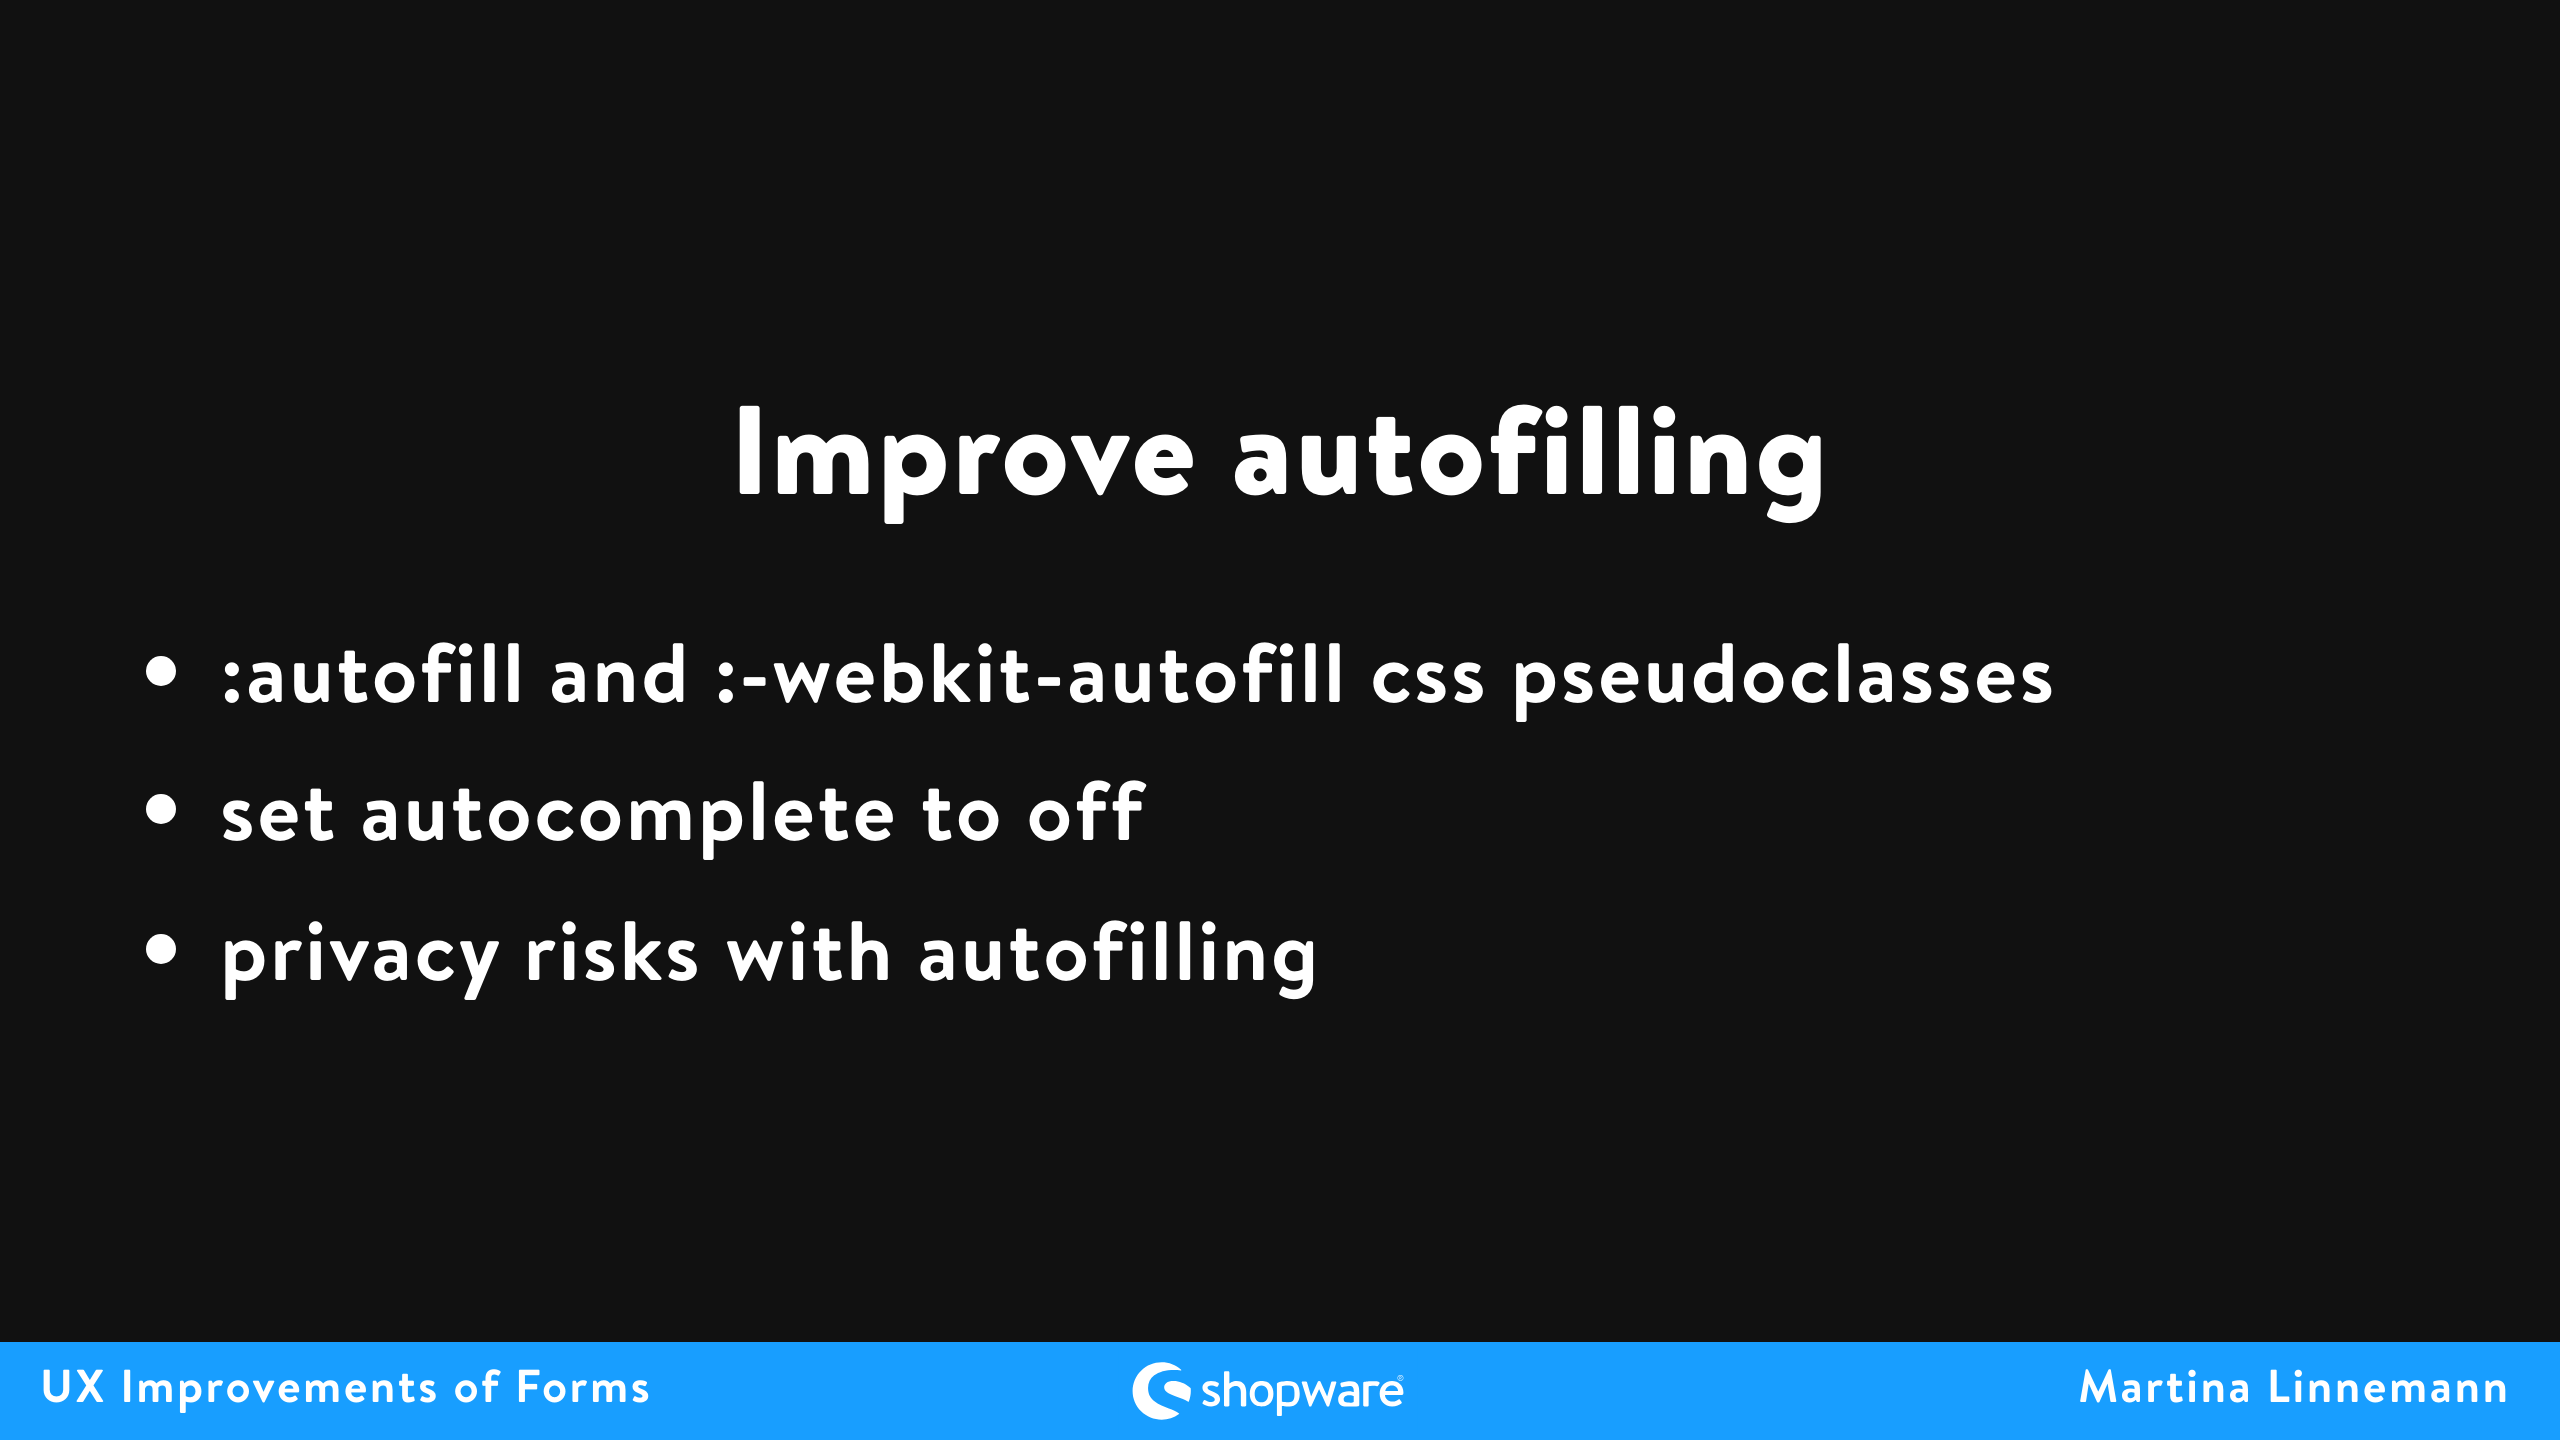 Improve autofilling
• :autofill and :-webkit-autofill css pseudoclasses
• set autocomplete to off
• privacy risks with autofilling
UX Improvements of Forms
shopware®
Martina Linnemann